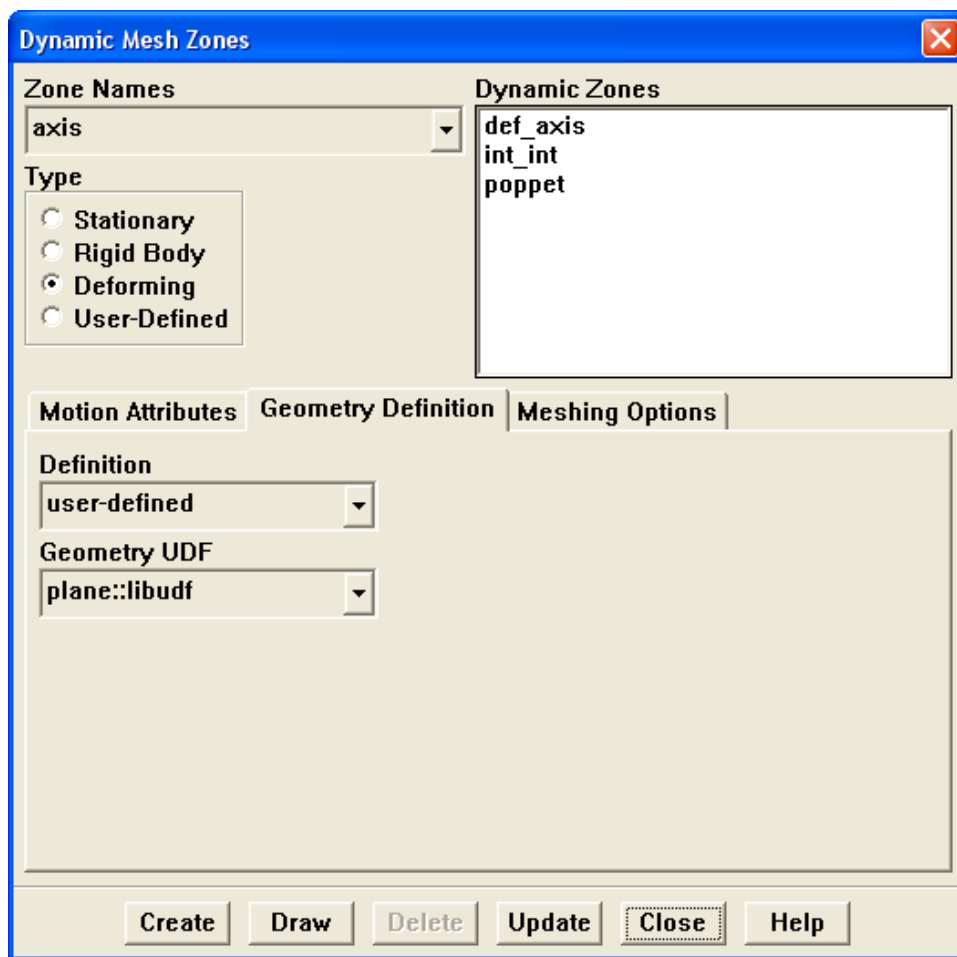 Dynamic Mesh Zones
Zone Names
axis
Type
Stationary
Rigid Body
Deforming
User-Defined
Dynamic Zones
def_axis
int_int
poppet
Motion Attributes Geometry Definition Meshing Options
Definition
user-defined
Geometry UDF
plane::libudf
Create Draw Delete Update Close Help